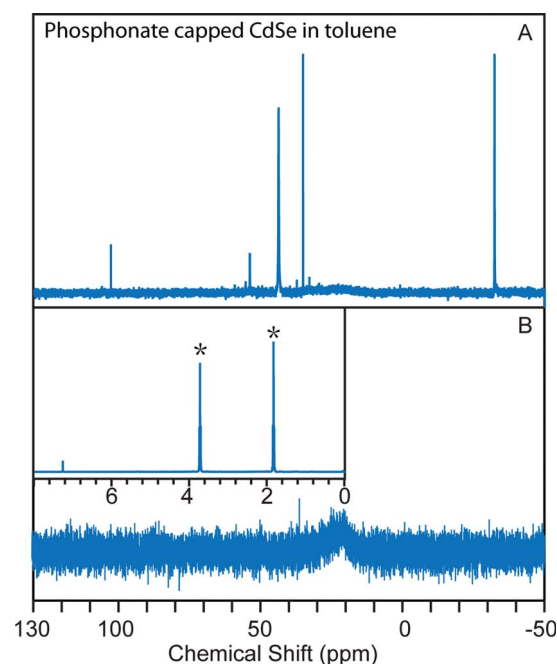 Phosphonate capped CdSe in toluene
A
B
*
*
6
4
2
0
130
100
50
0
-50
Chemical Shift (ppm)